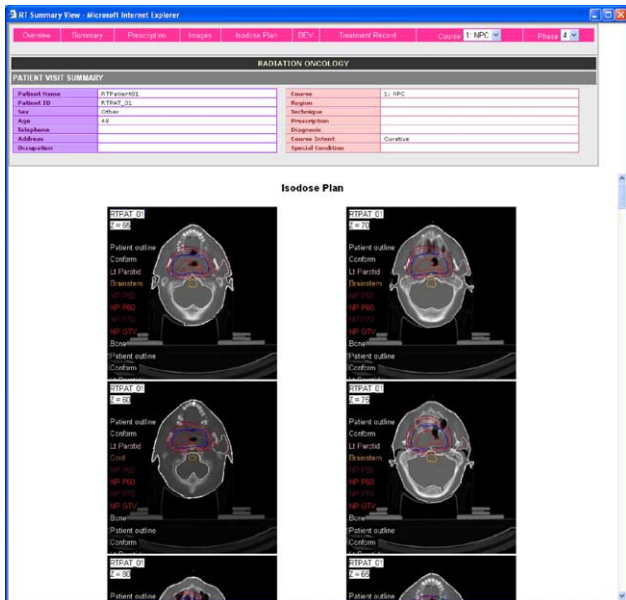 RT Summary View - Microsoft Internet Explorer
Overview Summary Prescription Images Isodose Plan BEV Treatment Record Course 1: NPC Phase 4
RADIATION ONCOLOGY
PATIENT VISIT SUMMARY
Patient Name RTPatient01 Course 1: NPC
Patient ID RTPAT_01 Region
Sex Other Technique
Age 48 Prescription
Telephone Diagnosis
Address Course Intent Curative
Occupation Special Condition
Isodose Plan
RTPAT_01
Z = 65
Patient outline
Conform
Lt Parotid
Brainstem
NP P50
NP P60
NP P70
NP GTV
Bone
Patient outline
Conform
RTPAT_01
Z = 70
Patient outline
Conform
Lt Parotid
Brainstem
NP P50
NP P60
NP P70
NP GTV
Bone
Patient outline
Conform
RTPAT_01
Z = 60
Patient outline
Conform
Lt Parotid
Cord
NP P50
NP P60
NP P70
NP GTV
Bone
Patient outline
Conform
RTPAT_01
Z = 75
Patient outline
Conform
Lt Parotid
Brainstem
NP P50
NP P60
NP P70
NP GTV
Bone
Patient outline
Conform
RTPAT_01
Z = 80
Patient outline
RTPAT_01
Patient outline